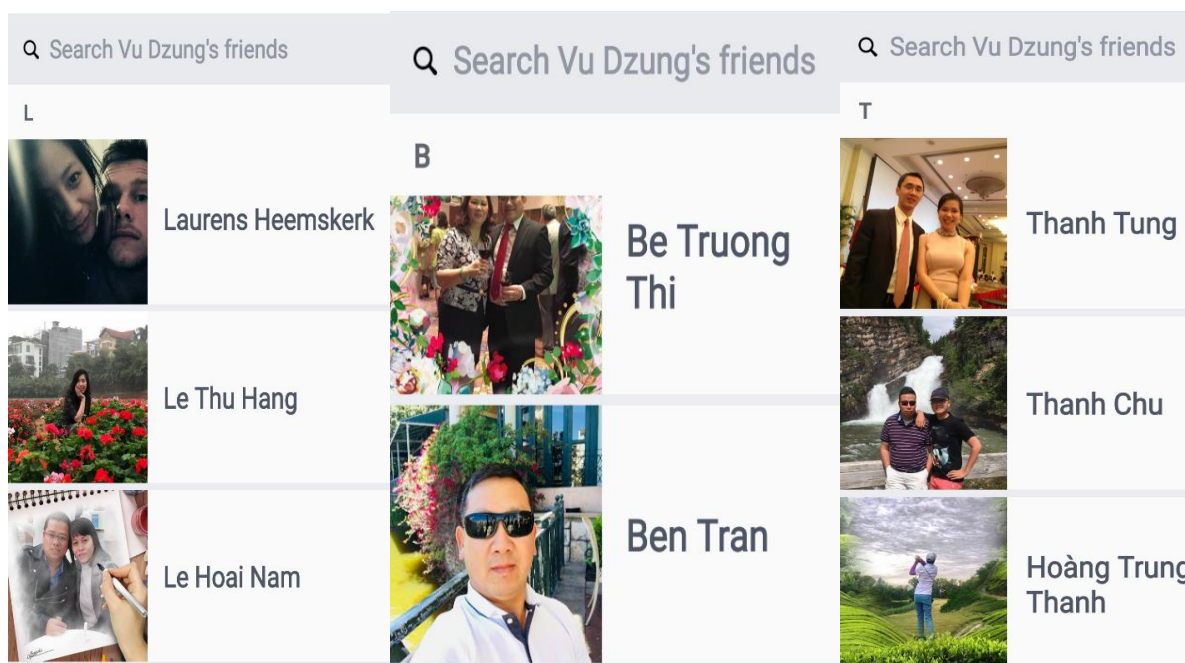 Search Vu Dzung's friends
L
Laurens Heemskerk
Le Thu Hang
Le Hoai Nam
Search Vu Dzung's friends
B
Be Truong
Thi
Ben Tran
Search Vu Dzung's friends
T
Thanh Tung
Thanh Chu
Hoàng Trung
Thanh